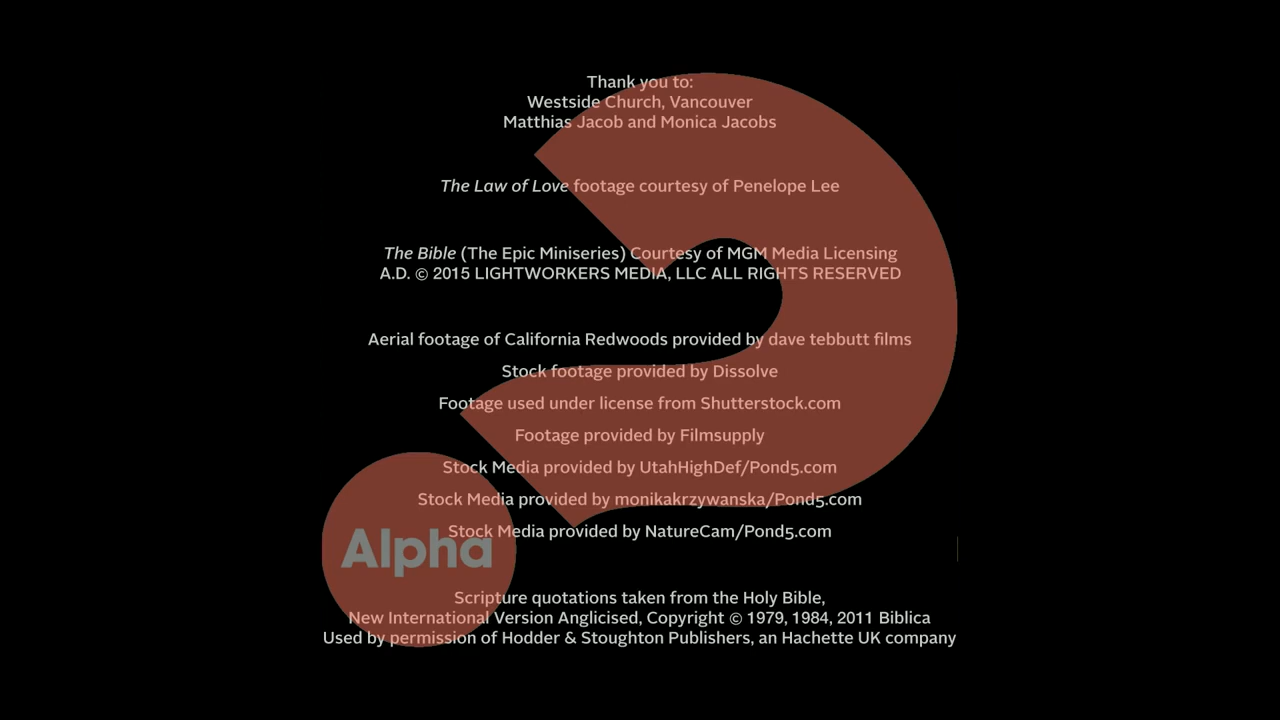 Thank you to:
Westside Church, Vancouver
Matthias Jacob and Monica Jacobs
The Law of Love footage courtesy of Penelope Lee
The Bible (The Epic Miniseries) Courtesy of MGM Media Licensing
A.D. © 2015 LIGHTWORKERS MEDIA, LLC ALL RIGHTS RESERVED
Aerial footage of California Redwoods provided by dave tebbutt films
Stock footage provided by Dissolve
Footage used under license from Shutterstock.com
Footage provided by Filmsupply
Stock Media provided by UtahHighDef/Pond5.com
Stock Media provided by monikakrzywanska/Pond5.com
Stock Media provided by NatureCam/Pond5.com
Alpha
Scripture quotations taken from the Holy Bible,
New International Version Anglicised, Copyright © 1979, 1984, 2011 Biblica
Used by permission of Hodder & Stoughton Publishers, an Hachette UK company